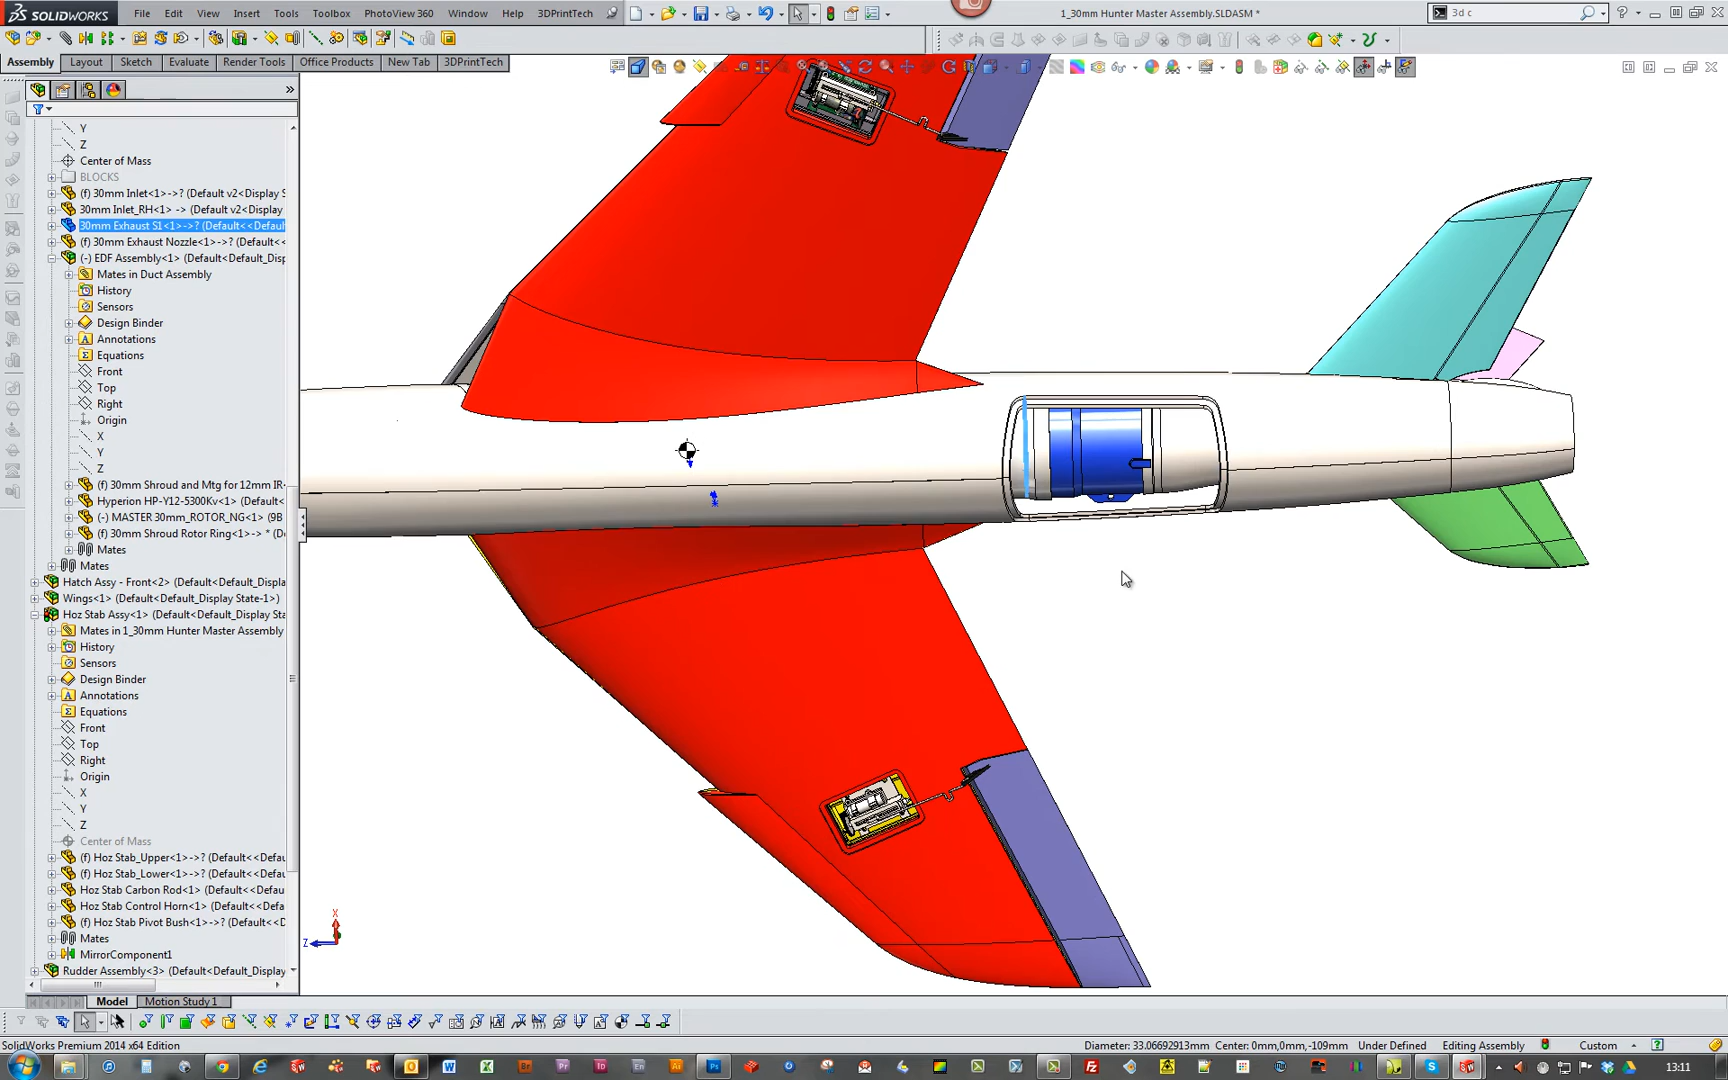 SOLIDWORKS File Edit View Insert Tools Toolbox PhotoView 360 Window Help 3DPrintTech 1_30mm Hunter Master Assembly.SLDASM * 3d c
Assembly Layout Sketch Evaluate Render Tools Office Products New Tab 3DPrintTech
Y
Z
Center of Mass
BLOCKS
(f) 30mm Inlet<1>->? (Default v2<Display S
30mm Inlet_RH<1> -> (Default v2<Display
30mm Exhaust S1<1>->? (Default<<Defaul
(f) 30mm Exhaust Nozzle<1>->? (Default<<
(-) EDF Assembly<1> (Default<Default_Disp
Mates in Duct Assembly
History
Sensors
Design Binder
Annotations
Equations
Front
Top
Right
Origin
X
Y
Z
(f) 30mm Shroud and Mtg for 12mm IR
Hyperion HP-Y12-5300Kv<1>
(-) MASTER 30mm_ROTOR_NG<1> (9B
(f) 30mm Shroud Rotor Ring<1>-> * (D
Mates
Mates
Hatch Assy - Front<2> (Default<Default_Displ
Wings<1> (Default<Default_Display State-1>)
Hoz Stab Assy<1> (Default<Default_Display Sta
Mates in 1_30mm Hunter Master Assembly
History
Sensors
Design Binder
Annotations
Equations
Front
Top
Right
Origin
X
Y
Z
Center of Mass
(f) Hoz Stab_Upper<1>->? (Default<<Defau
(f) Hoz Stab_Lower<1>->? (Default<<Defau
Hoz Stab Carbon Rod<1> (Default<<Defau
Hoz Stab Control Horn<1> (Default<<Defa
(f) Hoz Stab Pivot Bush<1>->? (Default<<D
Mates
MirrorComponent1
Rudder Assembly<3> (Default<Default_Display
X
Z
Model Motion Study 1
SolidWorks Premium 2014 x64 Edition Diameter: 33.06692913mm Center: 0mm,0mm,-109mm Under Defined Editing Assembly Custom
13:11